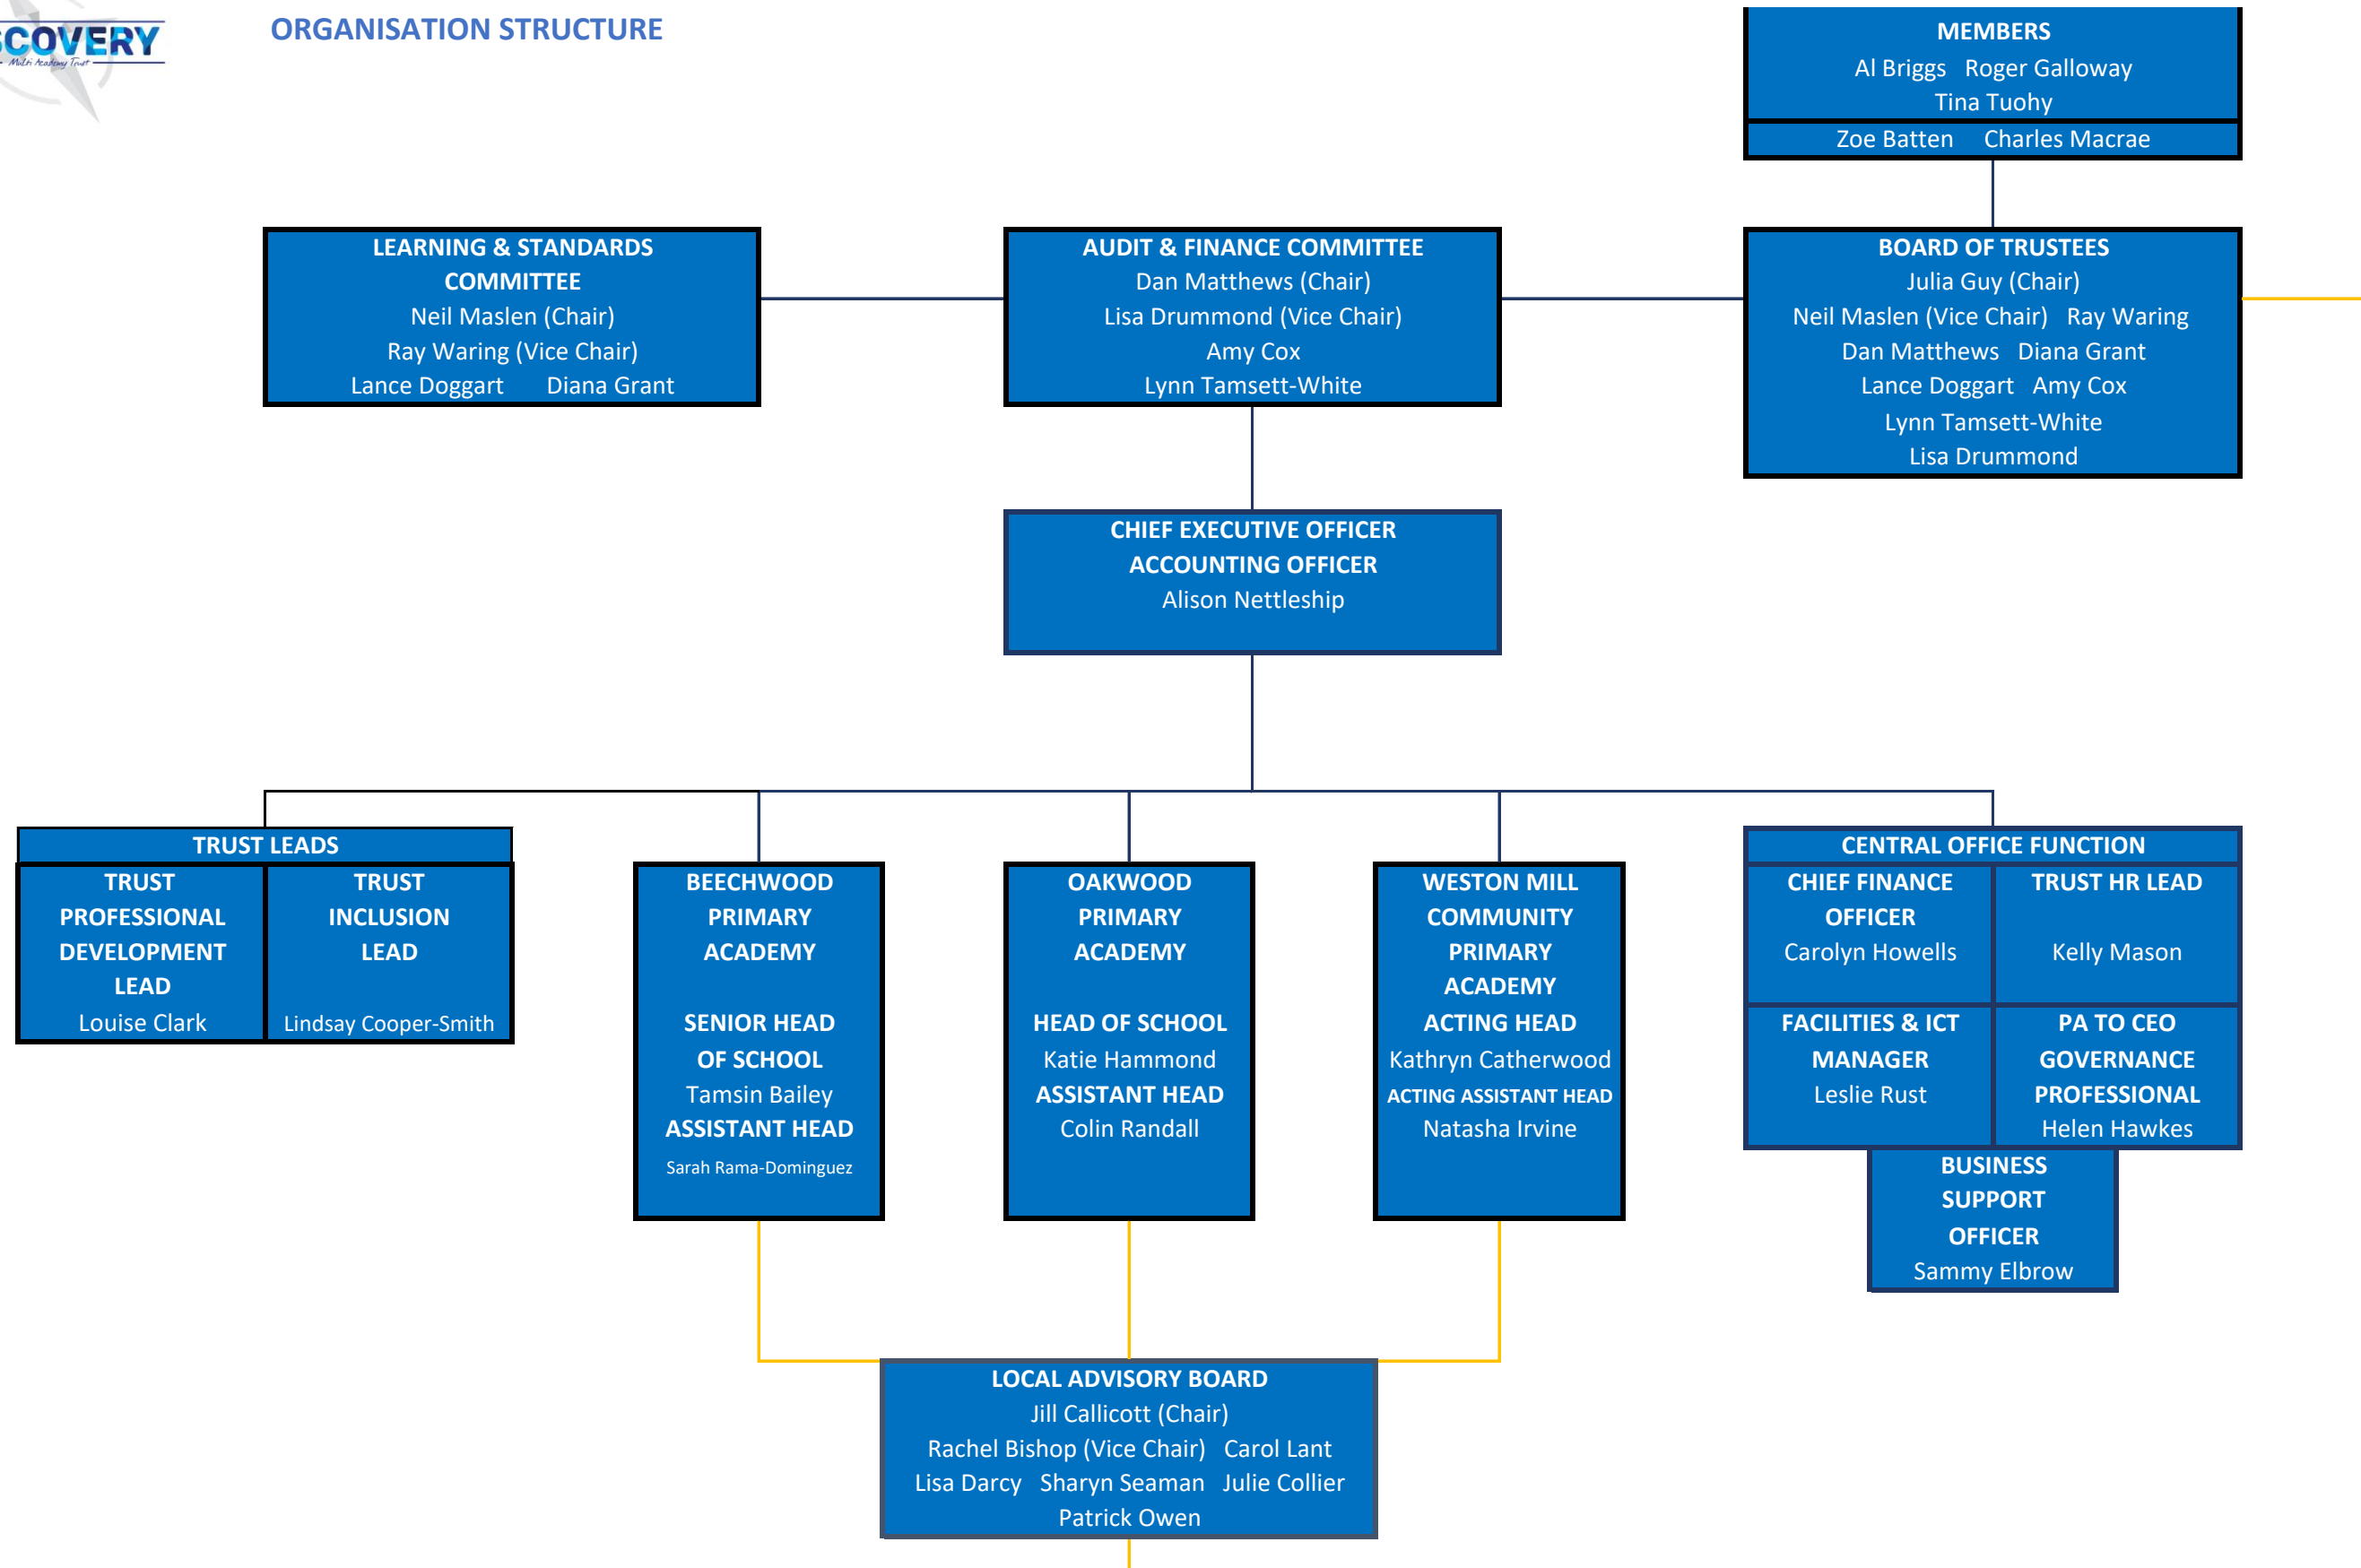 COVERY
Multi Academy Trust
ORGANISATION STRUCTURE
MEMBERS
Al Briggs Roger Galloway
Tina Tuohy
Zoe Batten Charles Macrae
LEARNING & STANDARDS
COMMITTEE
Neil Maslen (Chair)
Ray Waring (Vice Chair)
Lance Doggart Diana Grant
AUDIT & FINANCE COMMITTEE
Dan Matthews (Chair)
Lisa Drummond (Vice Chair)
Amy Cox
Lynn Tamsett-White
BOARD OF TRUSTEES
Julia Guy (Chair)
Neil Maslen (Vice Chair) Ray Waring
Dan Matthews Diana Grant
Lance Doggart Amy Cox
Lynn Tamsett-White
Lisa Drummond
CHIEF EXECUTIVE OFFICER
ACCOUNTING OFFICER
Alison Nettleship
TRUST LEADS
TRUST
PROFESSIONAL
DEVELOPMENT
LEAD
Louise Clark
TRUST
INCLUSION
LEAD
Lindsay Cooper-Smith
BEECHWOOD
PRIMARY
ACADEMY
SENIOR HEAD
OF SCHOOL
Tamsin Bailey
ASSISTANT HEAD
Sarah Rama-Dominguez
OAKWOOD
PRIMARY
ACADEMY
HEAD OF SCHOOL
Katie Hammond
ASSISTANT HEAD
Colin Randall
WESTON MILL
COMMUNITY
PRIMARY
ACADEMY
ACTING HEAD
Kathryn Catherwood
ACTING ASSISTANT HEAD
Natasha Irvine
CENTRAL OFFICE FUNCTION
CHIEF FINANCE
OFFICER
Carolyn Howells
TRUST HR LEAD
Kelly Mason
FACILITIES & ICT
MANAGER
Leslie Rust
PA TO CEO
GOVERNANCE
PROFESSIONAL
Helen Hawkes
BUSINESS
SUPPORT
OFFICER
Sammy Elbrow
LOCAL ADVISORY BOARD
Jill Callicott (Chair)
Rachel Bishop (Vice Chair) Carol Lant
Lisa Darcy Sharyn Seaman Julie Collier
Patrick Owen